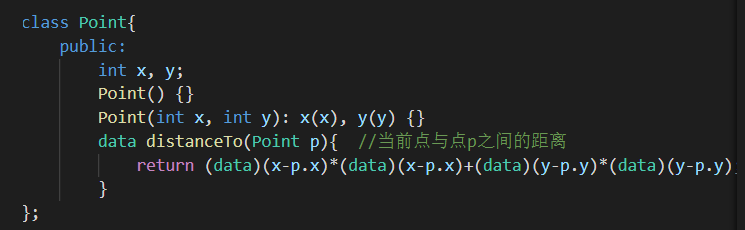 class Point{
    public:
        int x, y;
        Point() {}
        Point(int x, int y): x(x), y(y) {}
        data distanceTo(Point p){  //当前点与点p之间的距离
            return (data)(x-p.x)*(data)(x-p.x)+(data)(y-p.y)*(data)(y-p.y)
        }
};